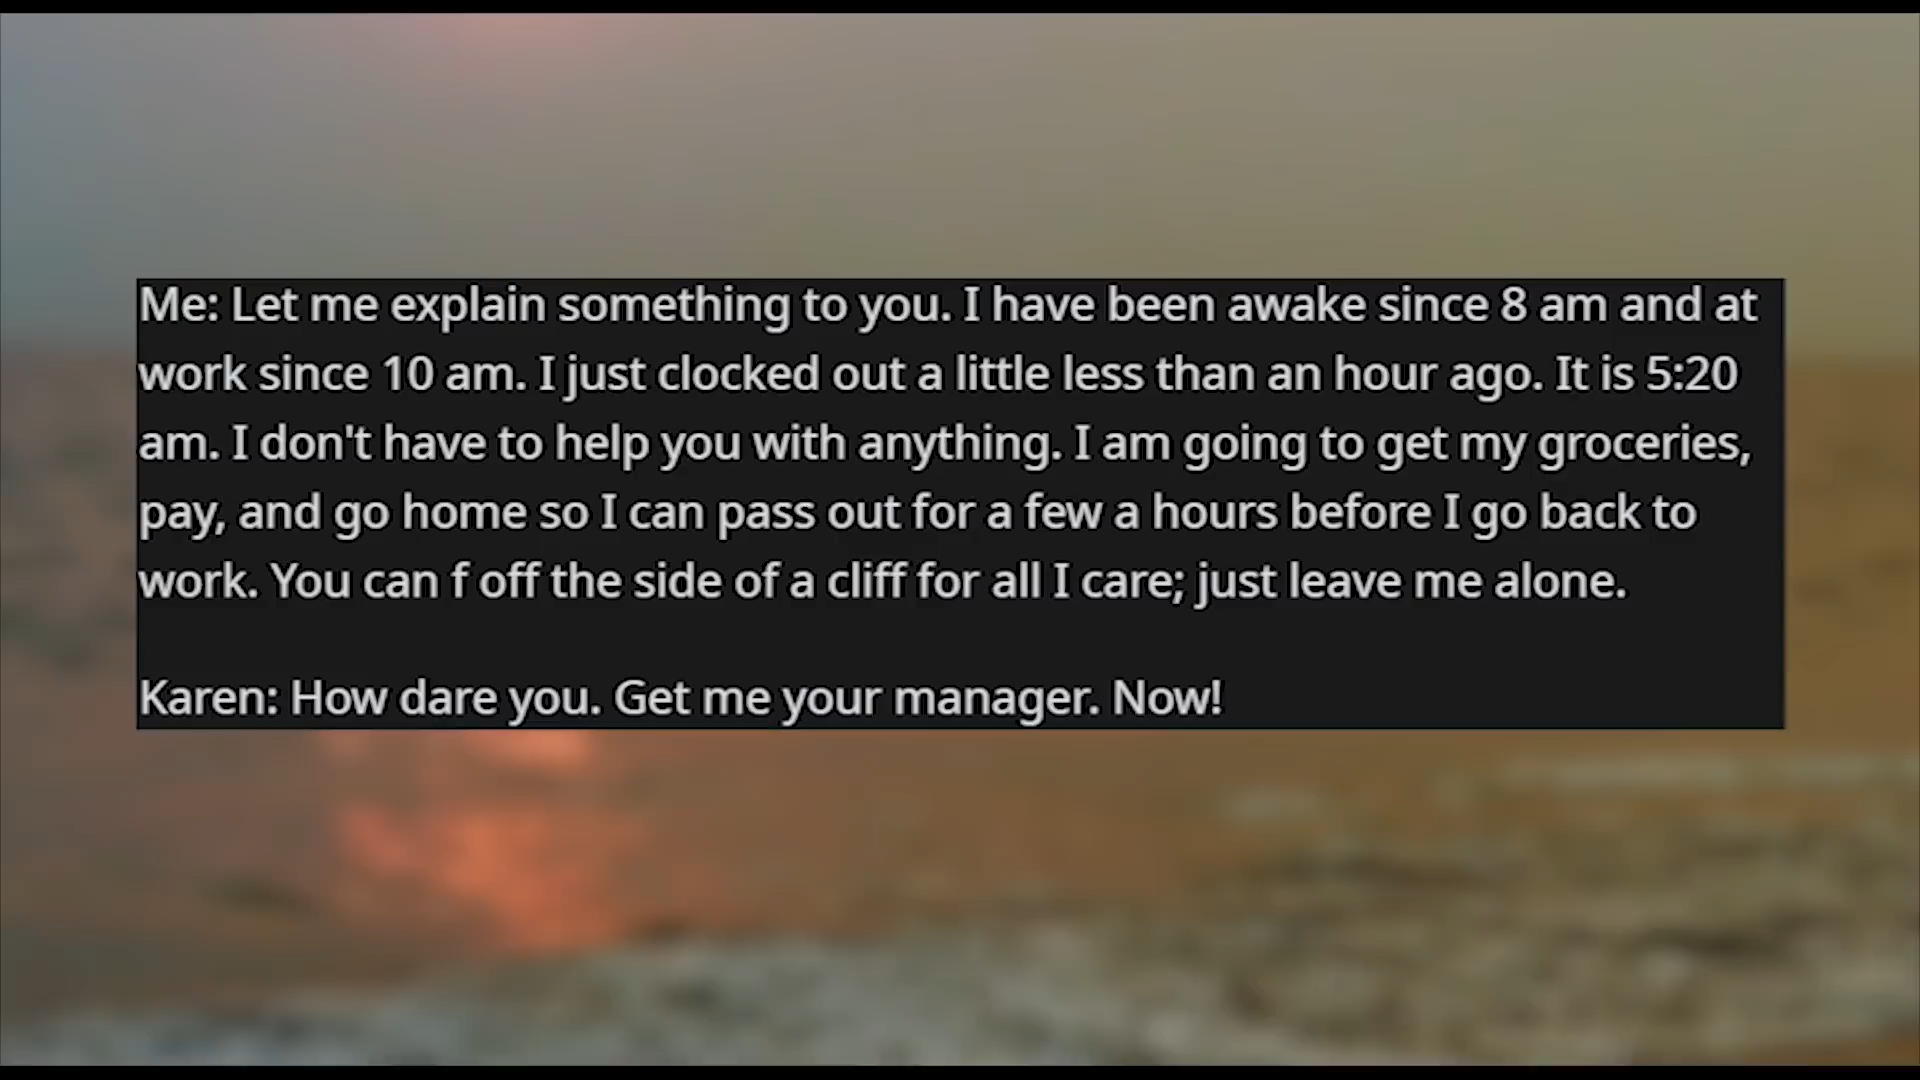 Me: Let me explain something to you. I have been awake since 8 am and at
work since 10 am. I just clocked out a little less than an hour ago. It is 5:20
am. I don't have to help you with anything. I am going to get my groceries,
pay, and go home so I can pass out for a few a hours before I go back to
work. You can f off the side of a cliff for all I care; just leave me alone.
Karen: How dare you. Get me your manager. Now!